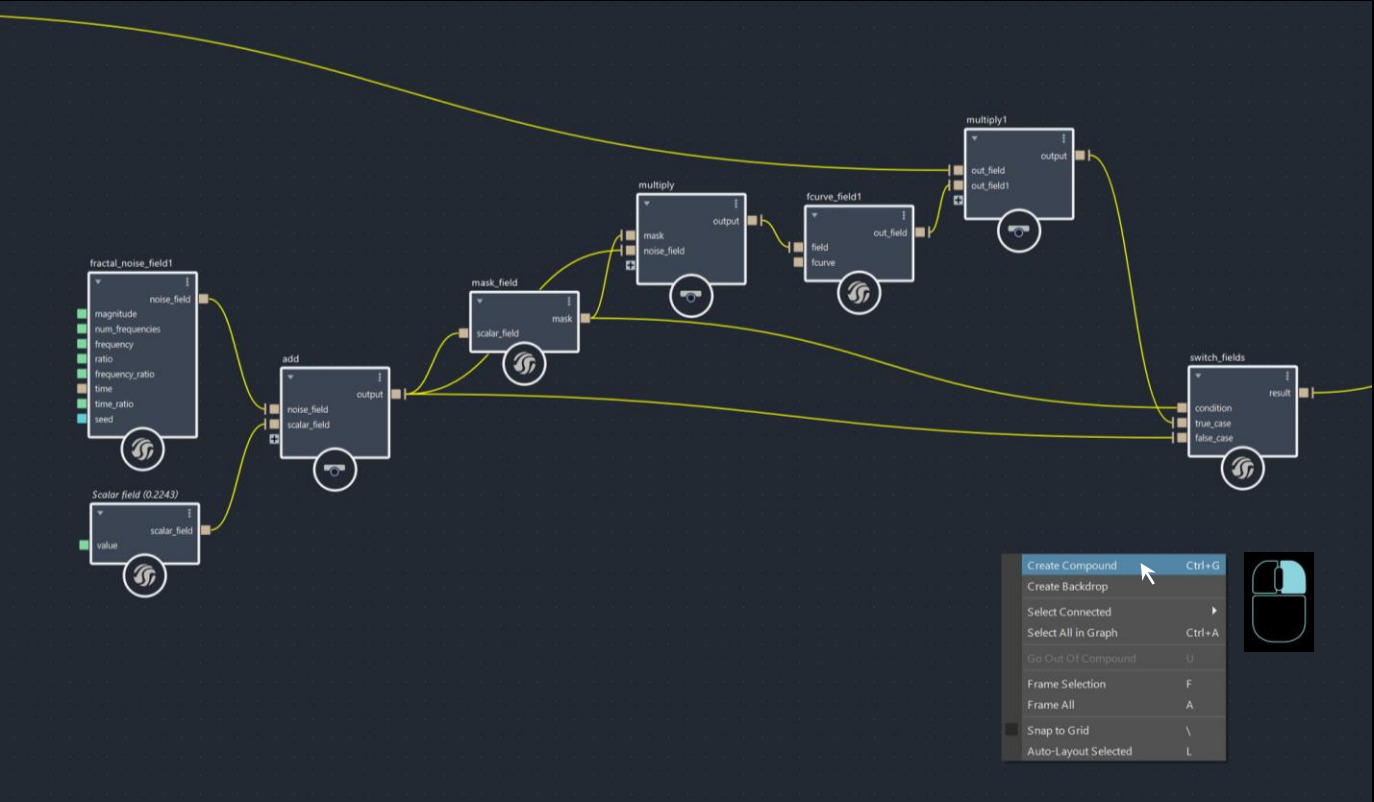 multiply1
output
out_field
out_field1
multiply
output
mask
noise_field
fcurve_field1
out_field
field
fcurve
fractal_noise_field1
noise_field
magnitude
num_frequencies
frequency
ratio
frequency_ratio
time
time_ratio
seed
mask_field
mask
scalar_field
add
output
noise_field
scalar_field
switch_fields
result
condition
true_case
false_case
Scalar field (0.2243)
scalar_field
value
Create Compound Ctrl+G
Create Backdrop
Select Connected
Select All in Graph Ctrl+A
Go Out Of Compound U
Frame Selection F
Frame All A
Snap to Grid \
Auto-Layout Selected L